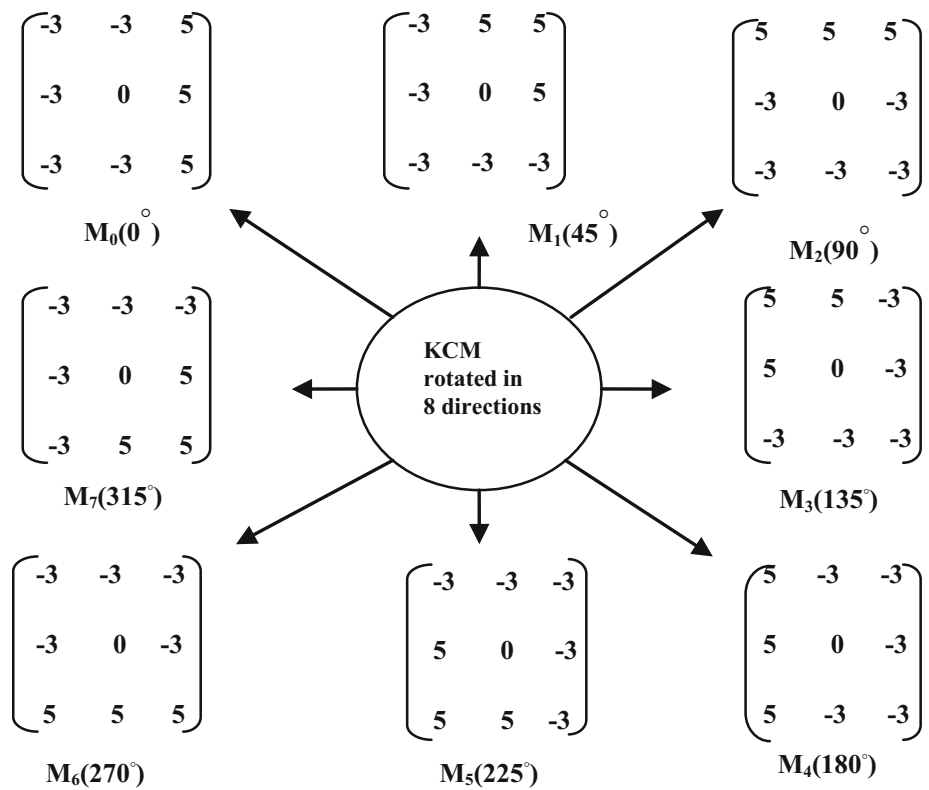 -3 -3 5
-3 0 5
-3 -3 5
M₀(0°)
-3 5 5
-3 0 5
-3 -3 -3
M₁(45°)
5 5 5
-3 0 -3
-3 -3 -3
M₂(90°)
-3 -3 -3
-3 0 5
-3 5 5
M₇(315°)
KCM
rotated in
8 directions
5 5 -3
5 0 -3
-3 -3 -3
M₃(135°)
-3 -3 -3
-3 0 -3
5 5 5
M₆(270°)
-3 -3 -3
5 0 -3
5 5 -3
M₅(225°)
5 -3 -3
5 0 -3
5 -3 -3
M₄(180°)